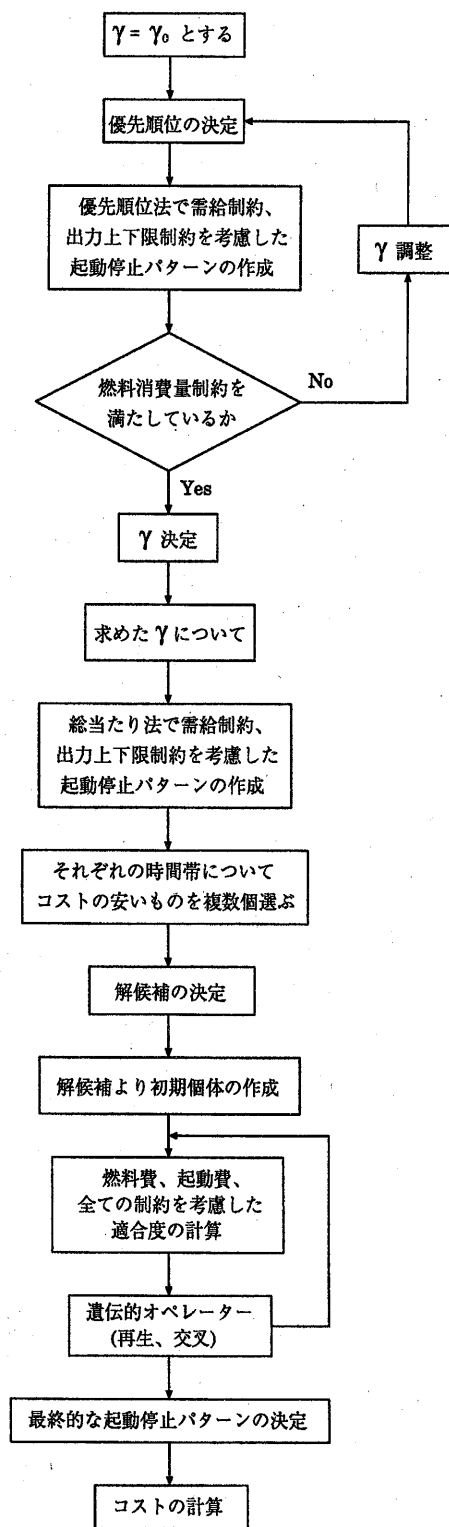 γ = γ₀ とする
優先順位の決定
優先順位法で需給制約、
出力上下限制約を考慮した
起動停止パターンの作成
γ 調整
燃料消費量制約を
満たしているか
No
Yes
γ 決定
求めた γ について
総当たり法で需給制約、
出力上下限制約を考慮した
起動停止パターンの作成
それぞれの時間帯について
コストの安いものを複数個選ぶ
解候補の決定
解候補より初期個体の作成
燃料費、起動費、
全ての制約を考慮した
適合度の計算
遺伝的オペレーター
(再生、交叉)
最終的な起動停止パターンの決定
コストの計算